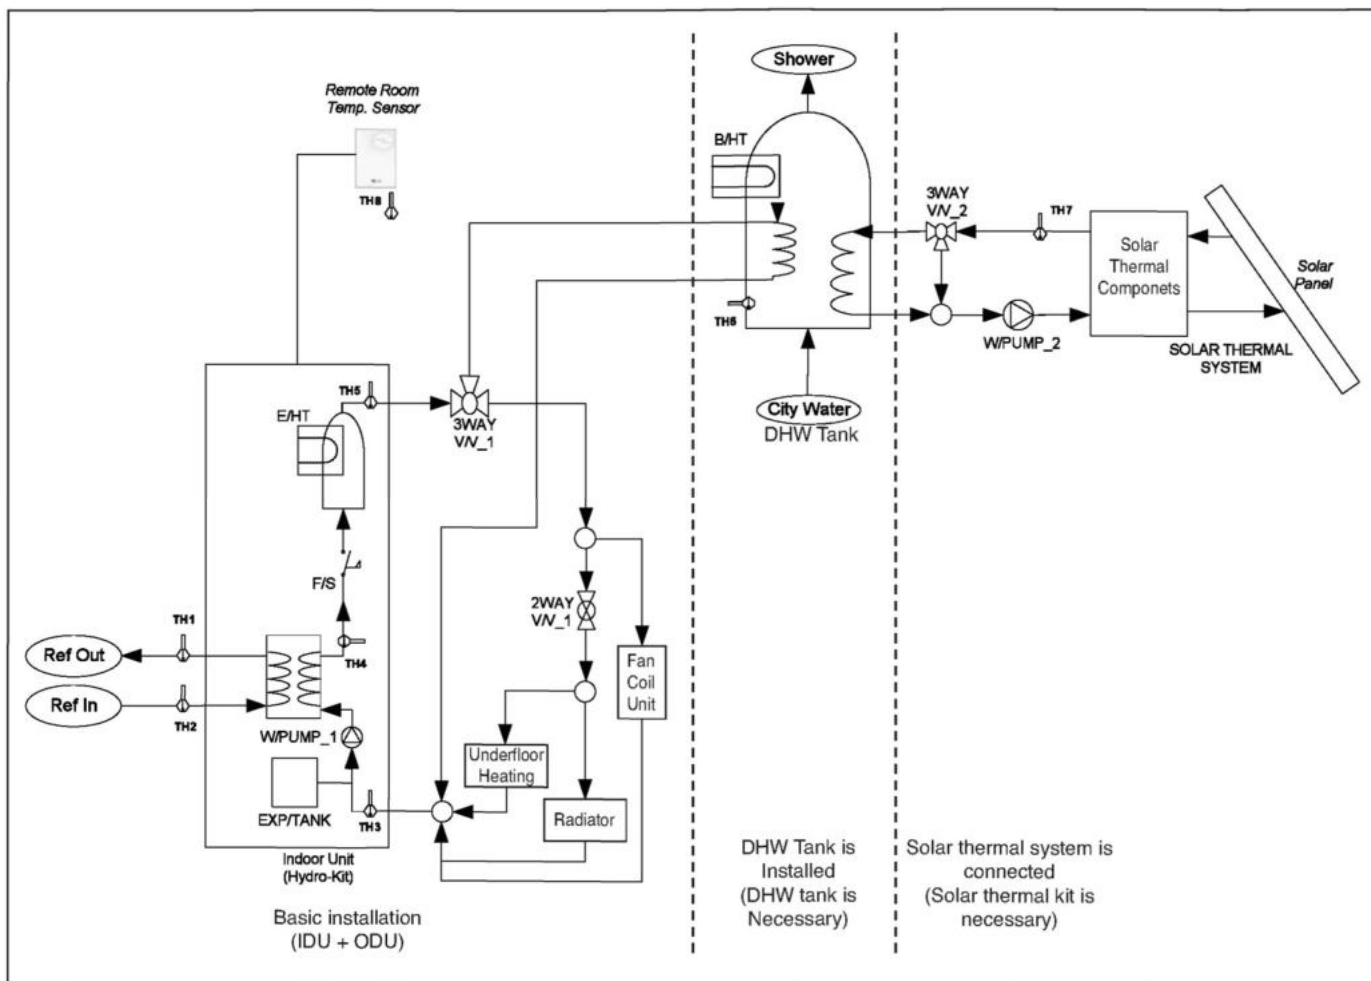 Shower
Remote Room
Temp. Sensor
B/HT
TH8
3WAY
V/V_2
TH7
Solar
Thermal
Componets
Solar
Panel
TH6
W/PUMP_2
SOLAR THERMAL
SYSTEM
City Water
DHW Tank
TH5
E/HT
3WAY
V/V_1
F/S
2WAY
V/V_1
TH1
Ref Out
TH4
Fan
Coil
Unit
Ref In
TH2
W/PUMP_1
Underfloor
Heating
EXP/TANK
TH3
Radiator
Indoor Unit
(Hydro-Kit)
Basic installation
(IDU + ODU)
DHW Tank is
Installed
(DHW tank is
Necessary)
Solar thermal system is
connected
(Solar thermal kit is
necessary)